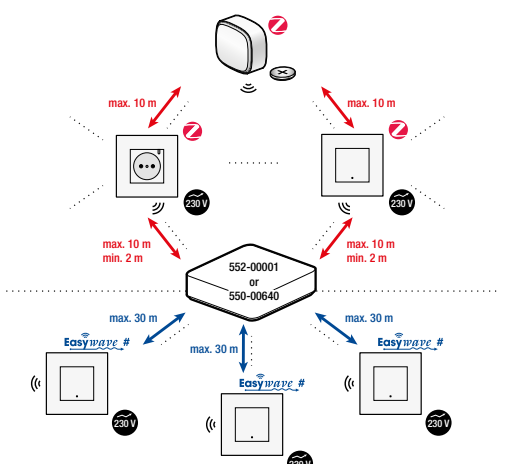 max. 10 m
max. 10 m
230 V
230 V
max. 10 m
min. 2 m
max. 10 m
min. 2 m
552-00001
or
550-00640
max. 30 m
max. 30 m
max. 30 m
Easywave #
Easywave #
Easywave #
230 V
230 V
230 V